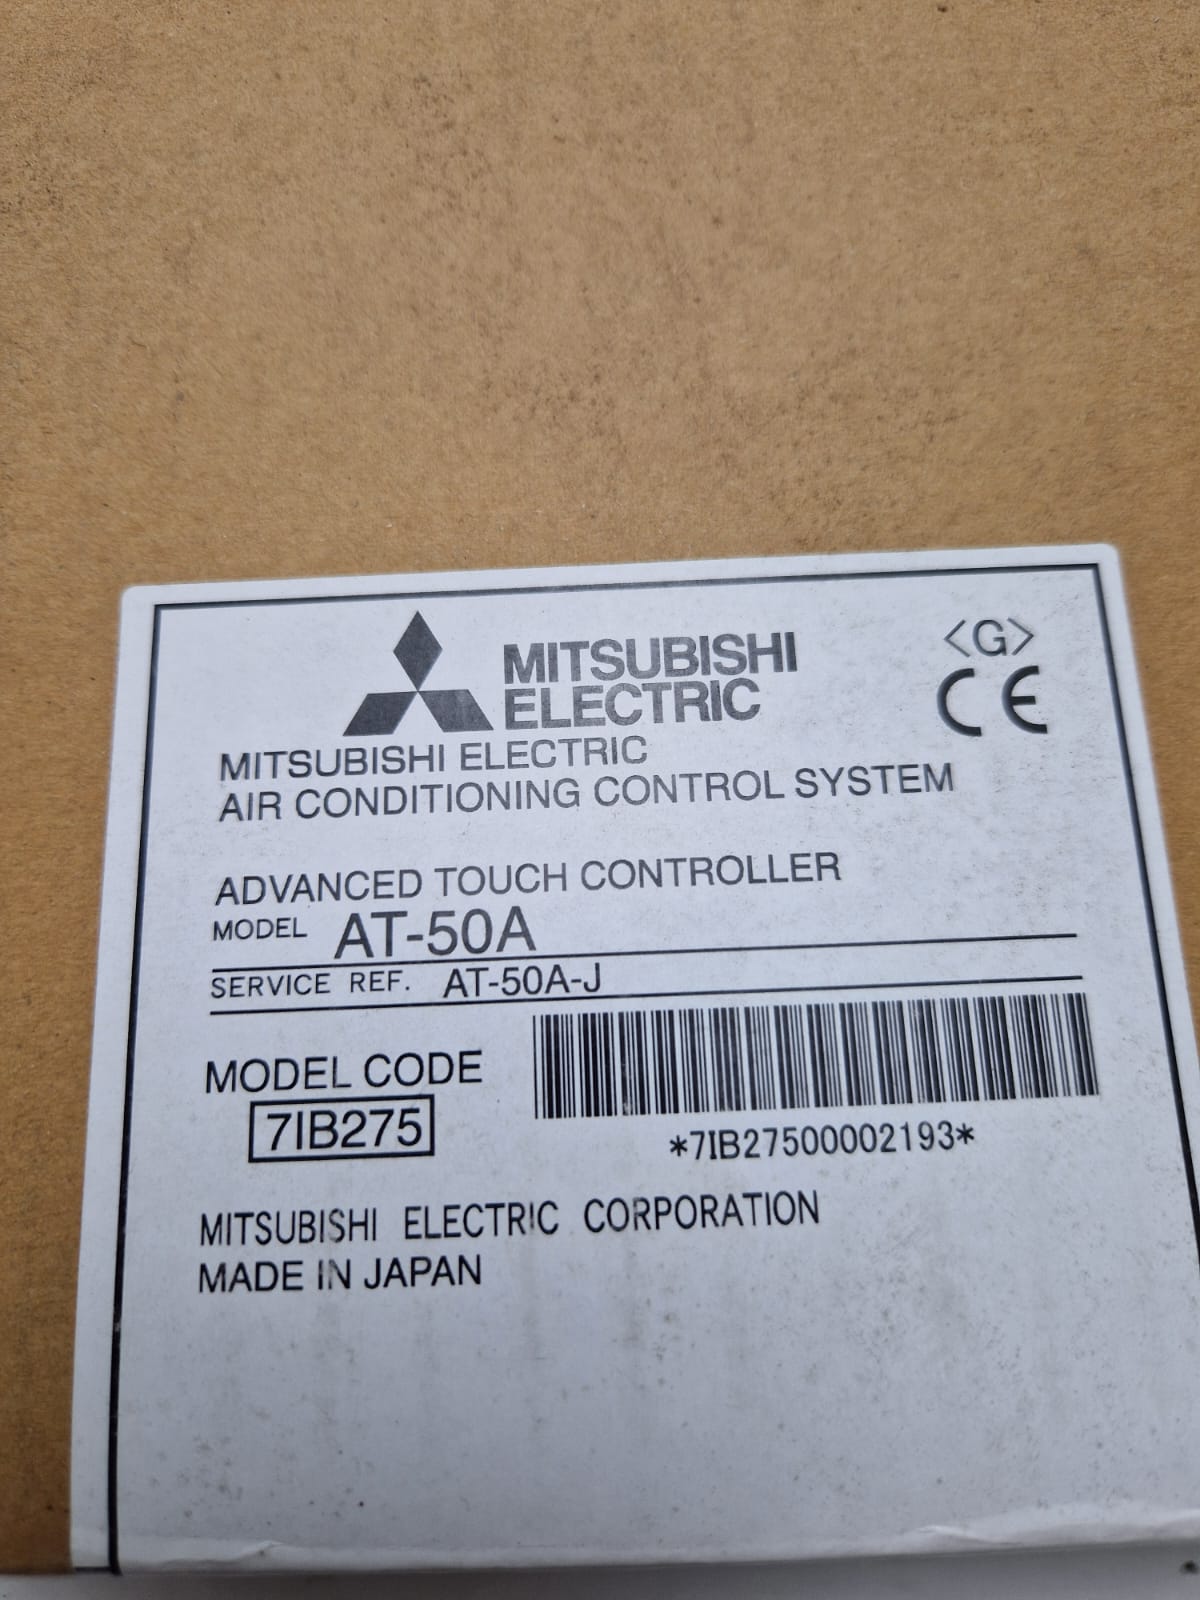 MITSUBISHI
ELECTRIC
<G>
CE
MITSUBISHI ELECTRIC
AIR CONDITIONING CONTROL SYSTEM
ADVANCED TOUCH CONTROLLER
MODEL AT-50A
SERVICE REF. AT-50A-J
MODEL CODE
7IB275
*7IB27500002193*
MITSUBISHI ELECTRIC CORPORATION
MADE IN JAPAN